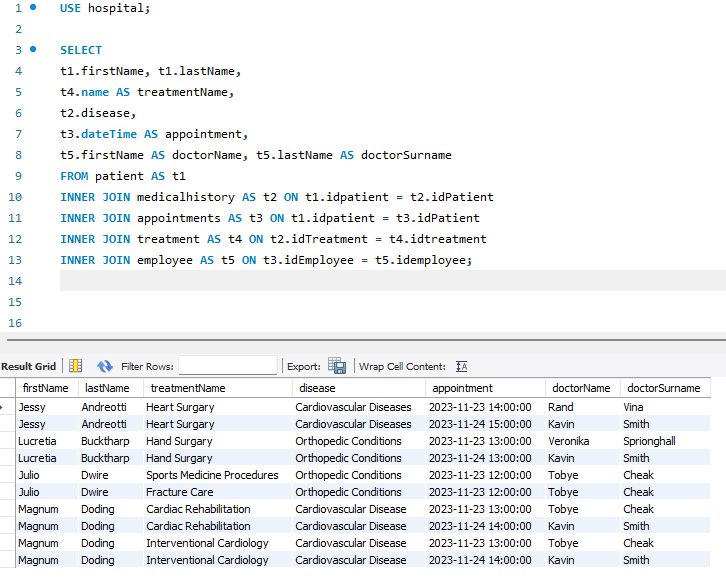 1 USE hospital;
2
3 SELECT
4 t1.firstName, t1.lastName,
5 t4.name AS treatmentName,
6 t2.disease,
7 t3.dateTime AS appointment,
8 t5.firstName AS doctorName, t5.lastName AS doctorSurname
9 FROM patient AS t1
10 INNER JOIN medicalhistory AS t2 ON t1.idpatient = t2.idPatient
11 INNER JOIN appointments AS t3 ON t1.idpatient = t3.idPatient
12 INNER JOIN treatment AS t4 ON t2.idTreatment = t4.idtreatment
13 INNER JOIN employee AS t5 ON t3.idEmployee = t5.idemployee;
14
15
16
Result Grid Filter Rows: Export: Wrap Cell Content:
firstName lastName treatmentName disease appointment doctorName doctorSurname
Jessy Andreotti Heart Surgary Cardiovascular Diseases 2023-11-23 14:00:00 Rand Vina
Jessy Andreotti Heart Surgary Cardiovascular Diseases 2023-11-24 15:00:00 Kavin Smith
Lucretia Bucktharp Hand Surgary Orthopedic Conditions 2023-11-23 13:00:00 Veronika Sprionghall
Lucretia Bucktharp Hand Surgary Orthopedic Conditions 2023-11-24 13:00:00 Kavin Smith
Julio Dwire Sports Medicine Procedures Orthopedic Conditions 2023-11-23 12:00:00 Tobye Cheak
Julio Dwire Fracture Care Orthopedic Conditions 2023-11-23 12:00:00 Tobye Cheak
Magnum Doding Cardiac Rehabilitation Cardiovascular Disease 2023-11-23 13:00:00 Tobye Cheak
Magnum Doding Cardiac Rehabilitation Cardiovascular Disease 2023-11-24 14:00:00 Kavin Smith
Magnum Doding Interventional Cardiology Cardiovascular Disease 2023-11-23 13:00:00 Tobye Cheak
Magnum Doding Interventional Cardiology Cardiovascular Disease 2023-11-24 14:00:00 Kavin Smith